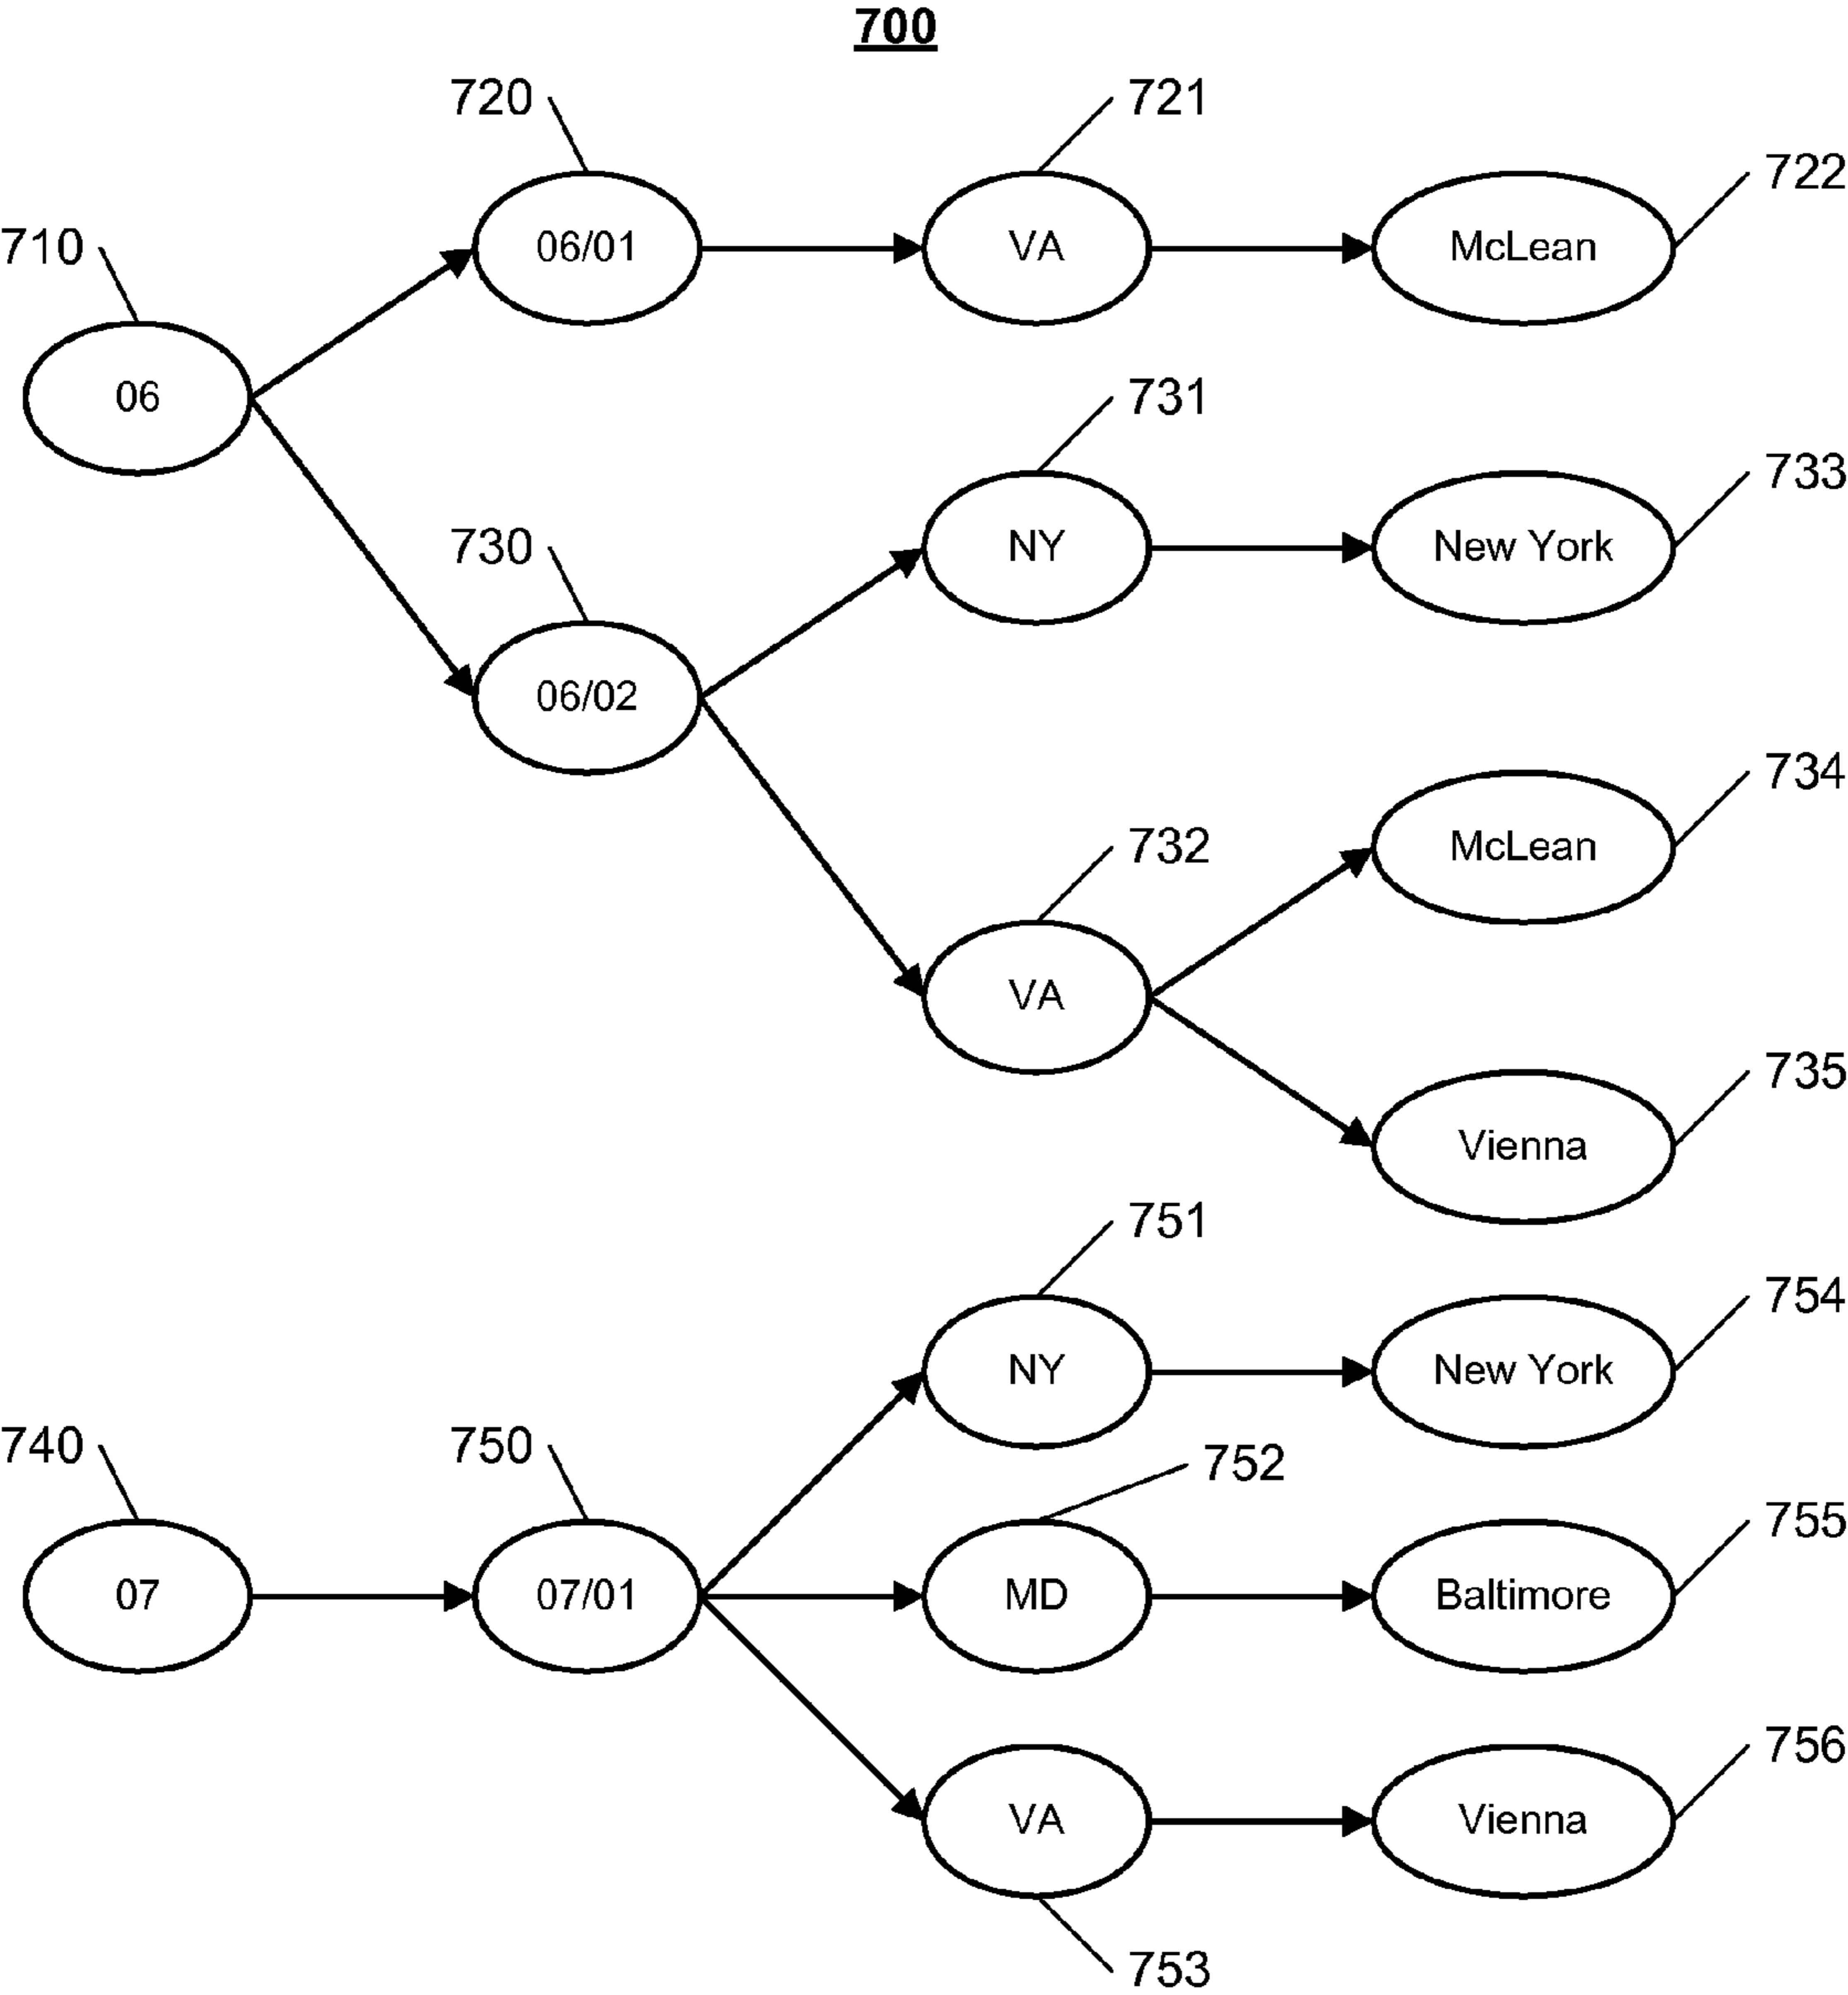 700
720
721
722
710
06/01
VA
McLean
06
731
733
730
NY
New York
06/02
734
732
McLean
VA
735
Vienna
751
754
NY
New York
740
750
752
755
07
07/01
MD
Baltimore
756
VA
Vienna
753